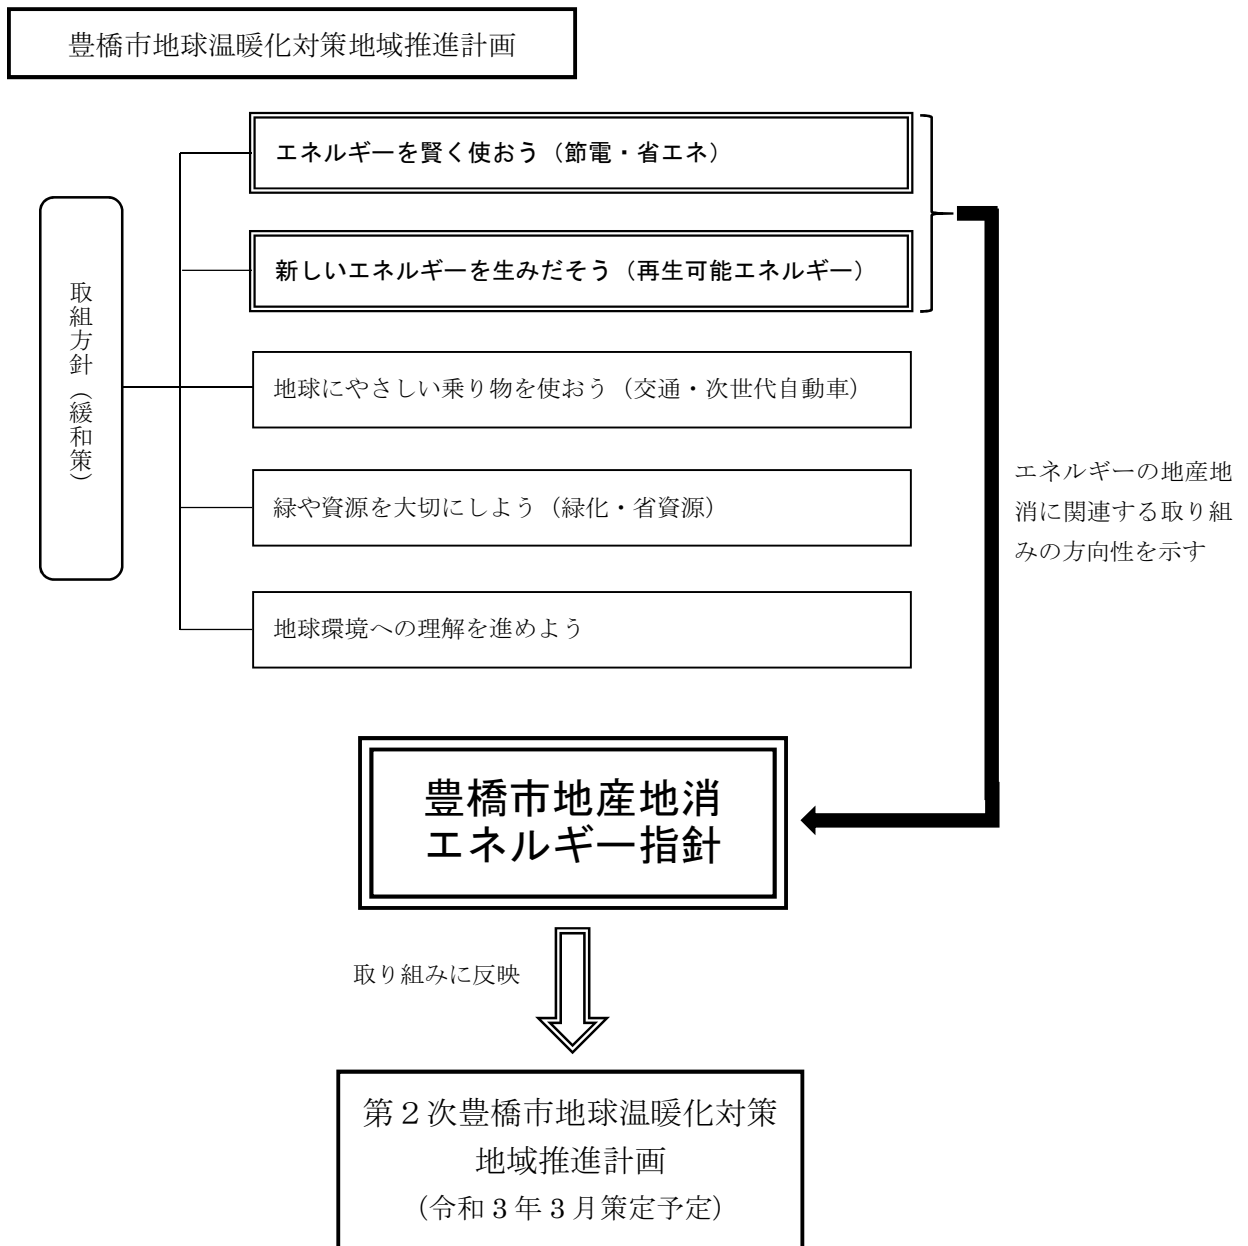 豊橋市地球温暖化対策地域推進計画
エネルギーを賢く使おう（節電・省エネ）
新しいエネルギーを生みだそう（再生可能エネルギー）
取組方針（緩和策）
地球にやさしい乗り物を使おう（交通・次世代自動車）
緑や資源を大切にしよう（緑化・省資源）
地球環境への理解を進めよう
エネルギーの地産地
消に関連する取り組
みの方向性を示す
豊橋市地産地消
エネルギー指針
取り組みに反映
第２次豊橋市地球温暖化対策
地域推進計画
（令和３年３月策定予定）